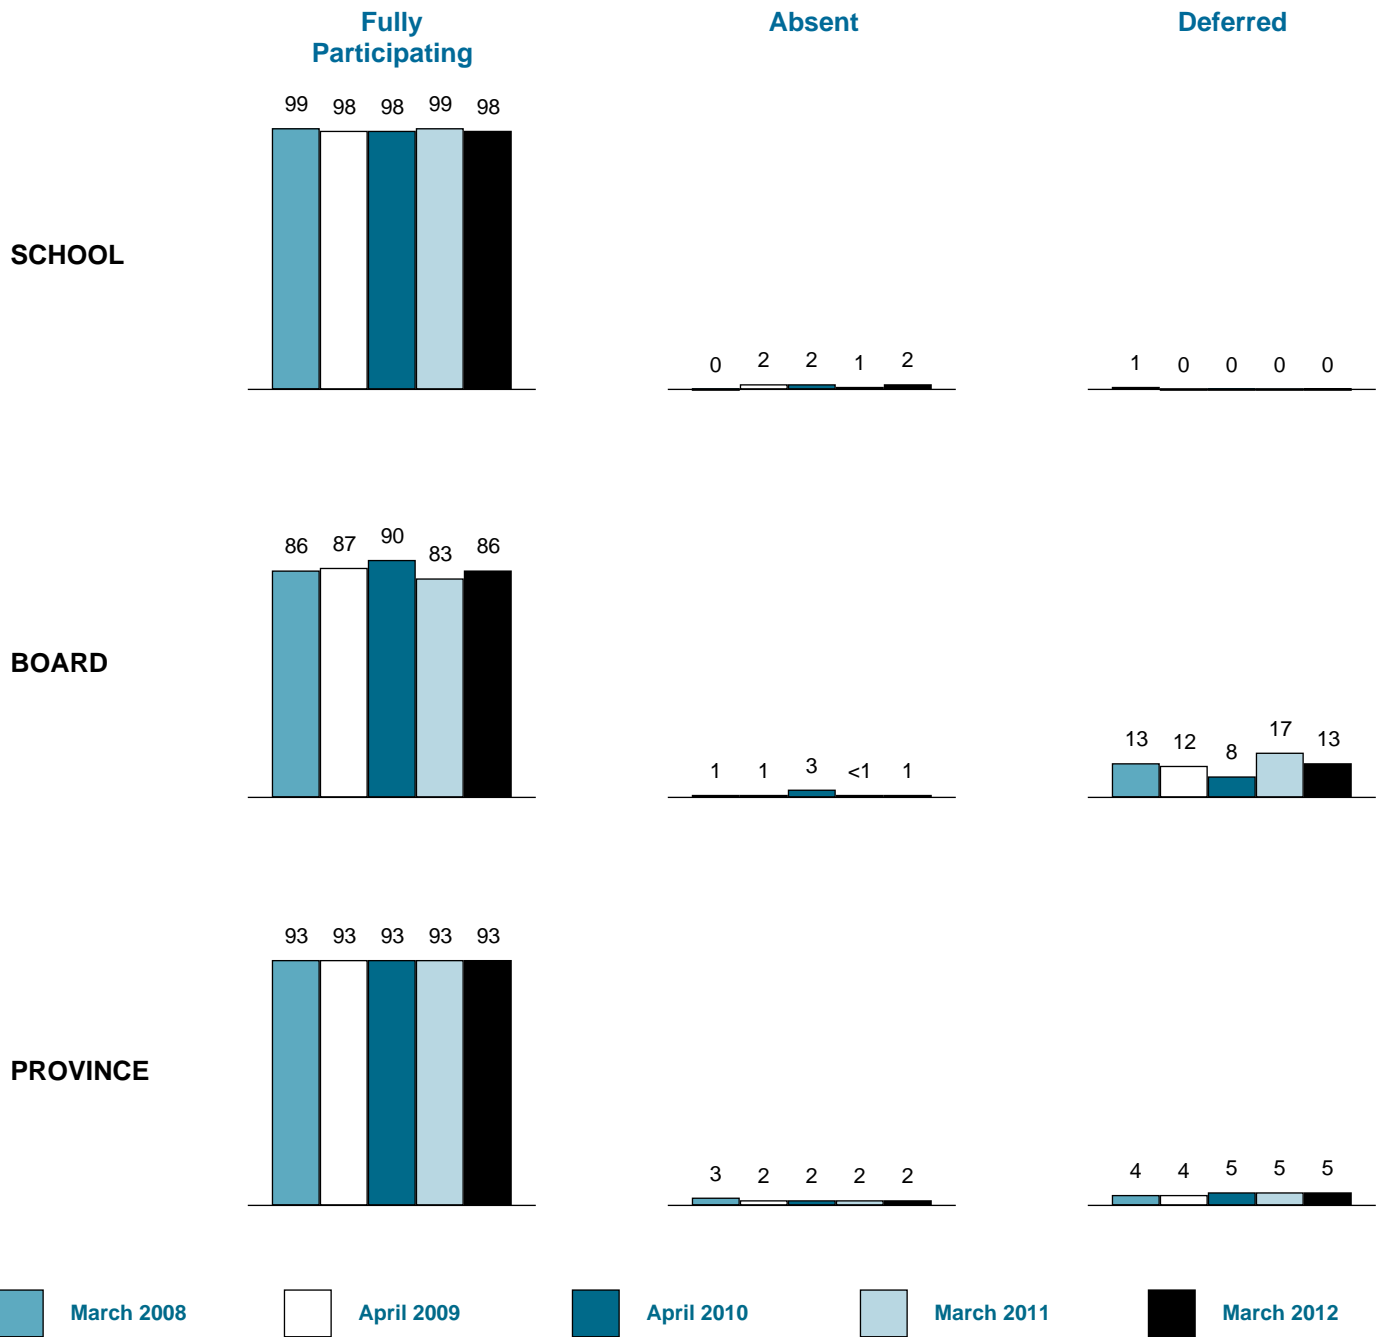 Fully
Participating
Absent
Deferred
99 98 98 99 98
SCHOOL
0 2 2 1 2
1 0 0 0 0
86 87 90 83 86
BOARD
1 1 3 <1 1
13 12 8 17 13
93 93 93 93 93
PROVINCE
3 2 2 2 2
4 4 5 5 5
March 2008 April 2009 April 2010 March 2011 March 2012